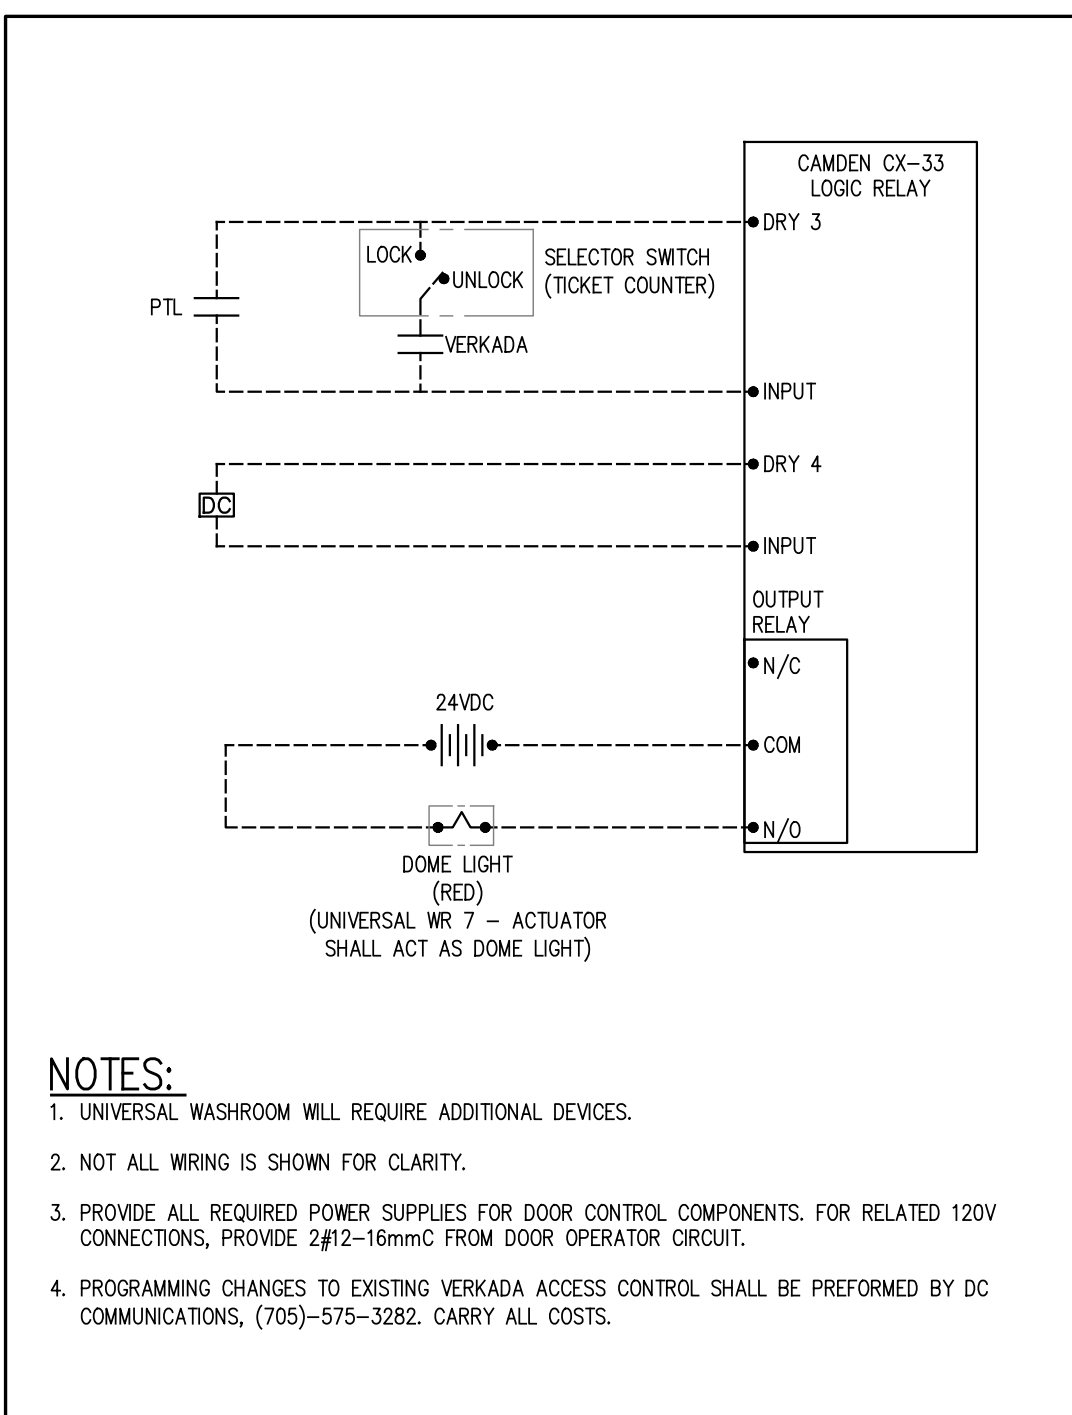 CAMDEN CX-33
LOGIC RELAY
DRY 3
LOCK
UNLOCK
SELECTOR SWITCH
(TICKET COUNTER)
PTL
VERKADA
INPUT
DRY 4
DC
INPUT
OUTPUT
RELAY
N/C
24VDC
COM
N/O
DOME LIGHT
(RED)
(UNIVERSAL WR 7 - ACTUATOR
SHALL ACT AS DOME LIGHT)
NOTES:
1. UNIVERSAL WASHROOM WILL REQUIRE ADDITIONAL DEVICES.
2. NOT ALL WIRING IS SHOWN FOR CLARITY.
3. PROVIDE ALL REQUIRED POWER SUPPLIES FOR DOOR CONTROL COMPONENTS. FOR RELATED 120V
CONNECTIONS, PROVIDE 2#12-16mmC FROM DOOR OPERATOR CIRCUIT.
4. PROGRAMMING CHANGES TO EXISTING VERKADA ACCESS CONTROL SHALL BE PREFORMED BY DC
COMMUNICATIONS, (705)-575-3282. CARRY ALL COSTS.